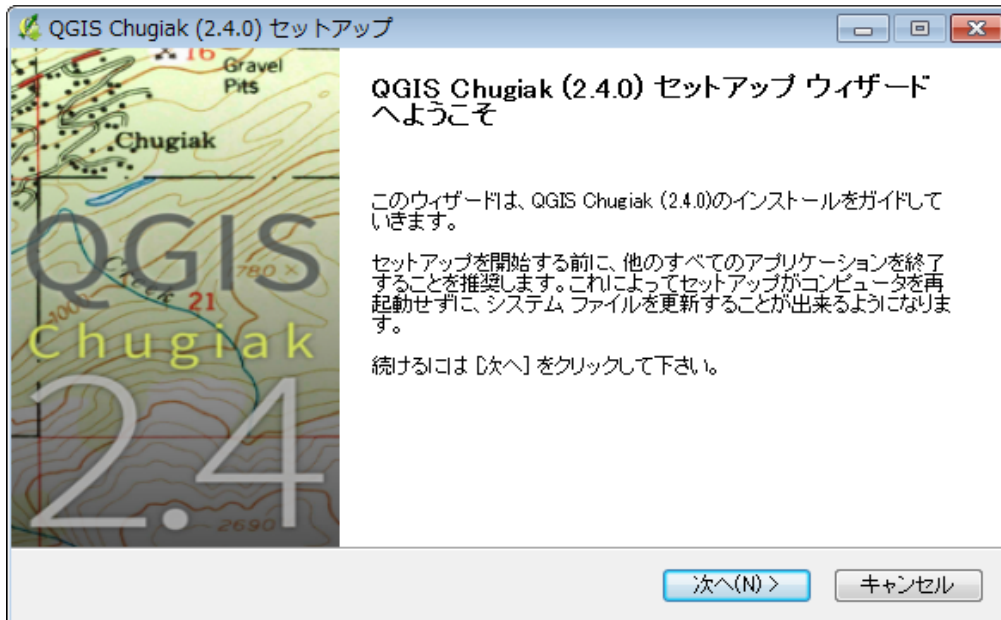 QGIS Chugiak (2.4.0) セットアップ
16
Gravel
Pits
Chugiak
QGIS
1780
Creek
1000
21
Chugiak
2.4
2690
QGIS Chugiak (2.4.0) セットアップ ウィザード
へようこそ
このウィザードは、QGIS Chugiak (2.4.0)のインストールをガイドして
いきます。
セットアップを開始する前に、他のすべてのアプリケーションを終了
することを推奨します。これによってセットアップがコンピュータを再
起動せずに、システム ファイルを更新することが出来るようになりま
す。
続けるには [次へ] をクリックして下さい。
次へ(N) >
キャンセル